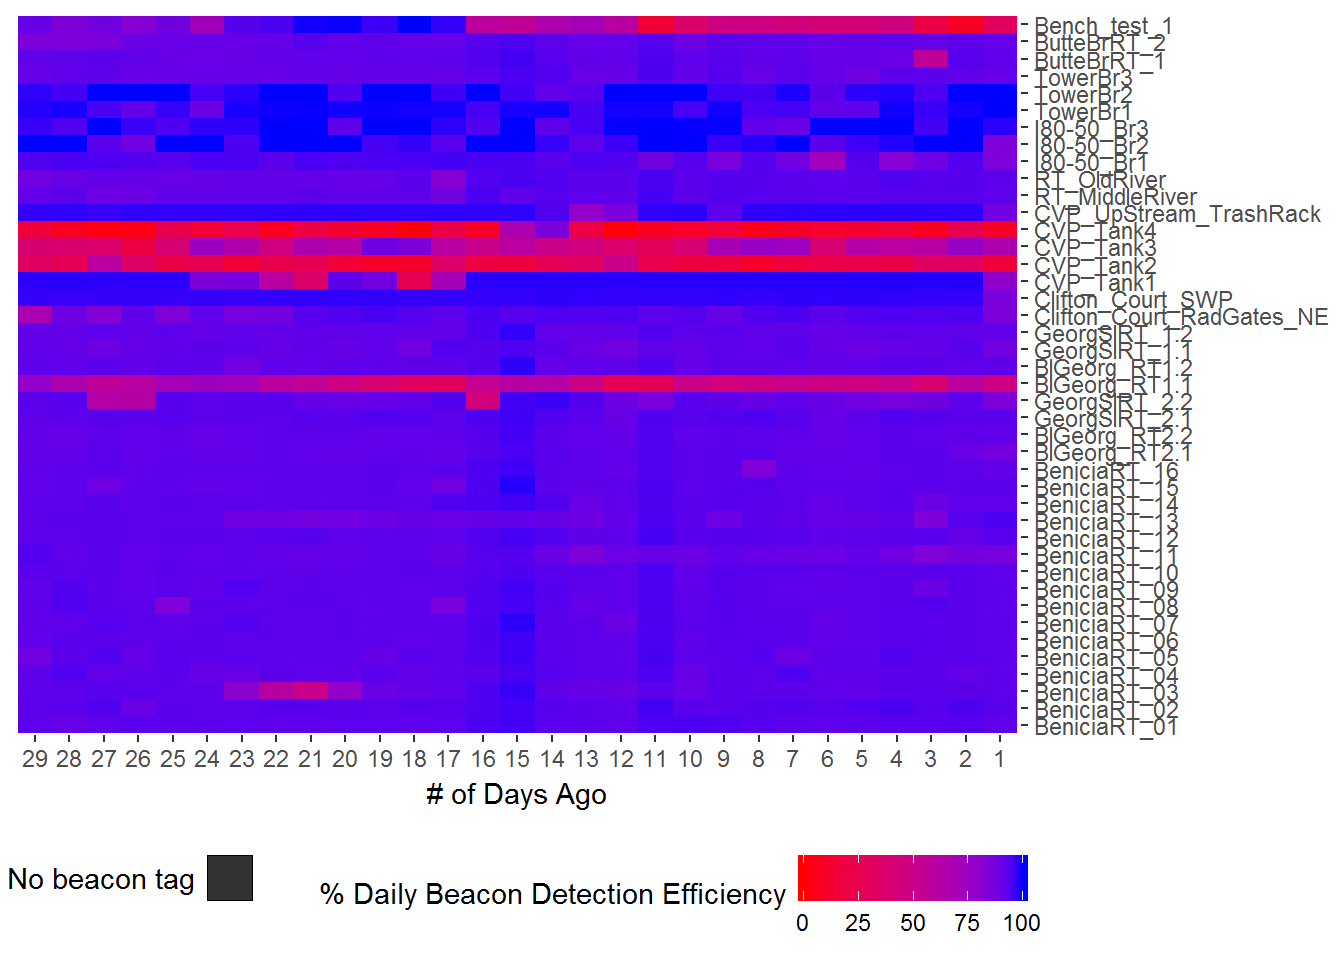 Bench_test_1
ButteBrRT_2
ButteBrRT_1
TowerBr3
TowerBr2
TowerBr1
I80-50_Br3
I80-50_Br2
I80-50_Br1
RT_OldRiver
RT_MiddleRiver
CVP_UpStream_TrashRack
CVP_Tank4
CVP_Tank3
CVP_Tank2
CVP_Tank1
Clifton_Court_SWP
Clifton_Court_RadGates_NE
GeorgSlRT_1.2
GeorgSlRT_1.1
BlGeorg_RT1.2
BlGeorg_RT1.1
GeorgSlRT_2.2
GeorgSlRT_2.1
BlGeorg_RT2.2
BlGeorg_RT2.1
BeniciaRT_16
BeniciaRT_15
BeniciaRT_14
BeniciaRT_13
BeniciaRT_12
BeniciaRT_11
BeniciaRT_10
BeniciaRT_09
BeniciaRT_08
BeniciaRT_07
BeniciaRT_06
BeniciaRT_05
BeniciaRT_04
BeniciaRT_03
BeniciaRT_02
BeniciaRT_01
29 28 27 26 25 24 23 22 21 20 19 18 17 16 15 14 13 12 11 10 9 8 7 6 5 4 3 2 1
# of Days Ago
No beacon tag
% Daily Beacon Detection Efficiency
0 25 50 75 100